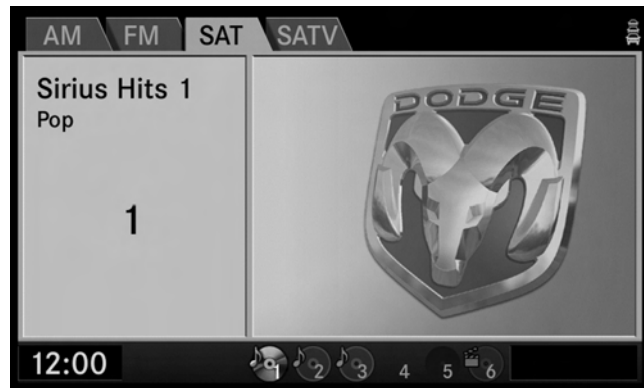 AM FM SAT SATV
Sirius Hits 1
Pop
1
DODGE
12:00
1 2 3 4 5 6